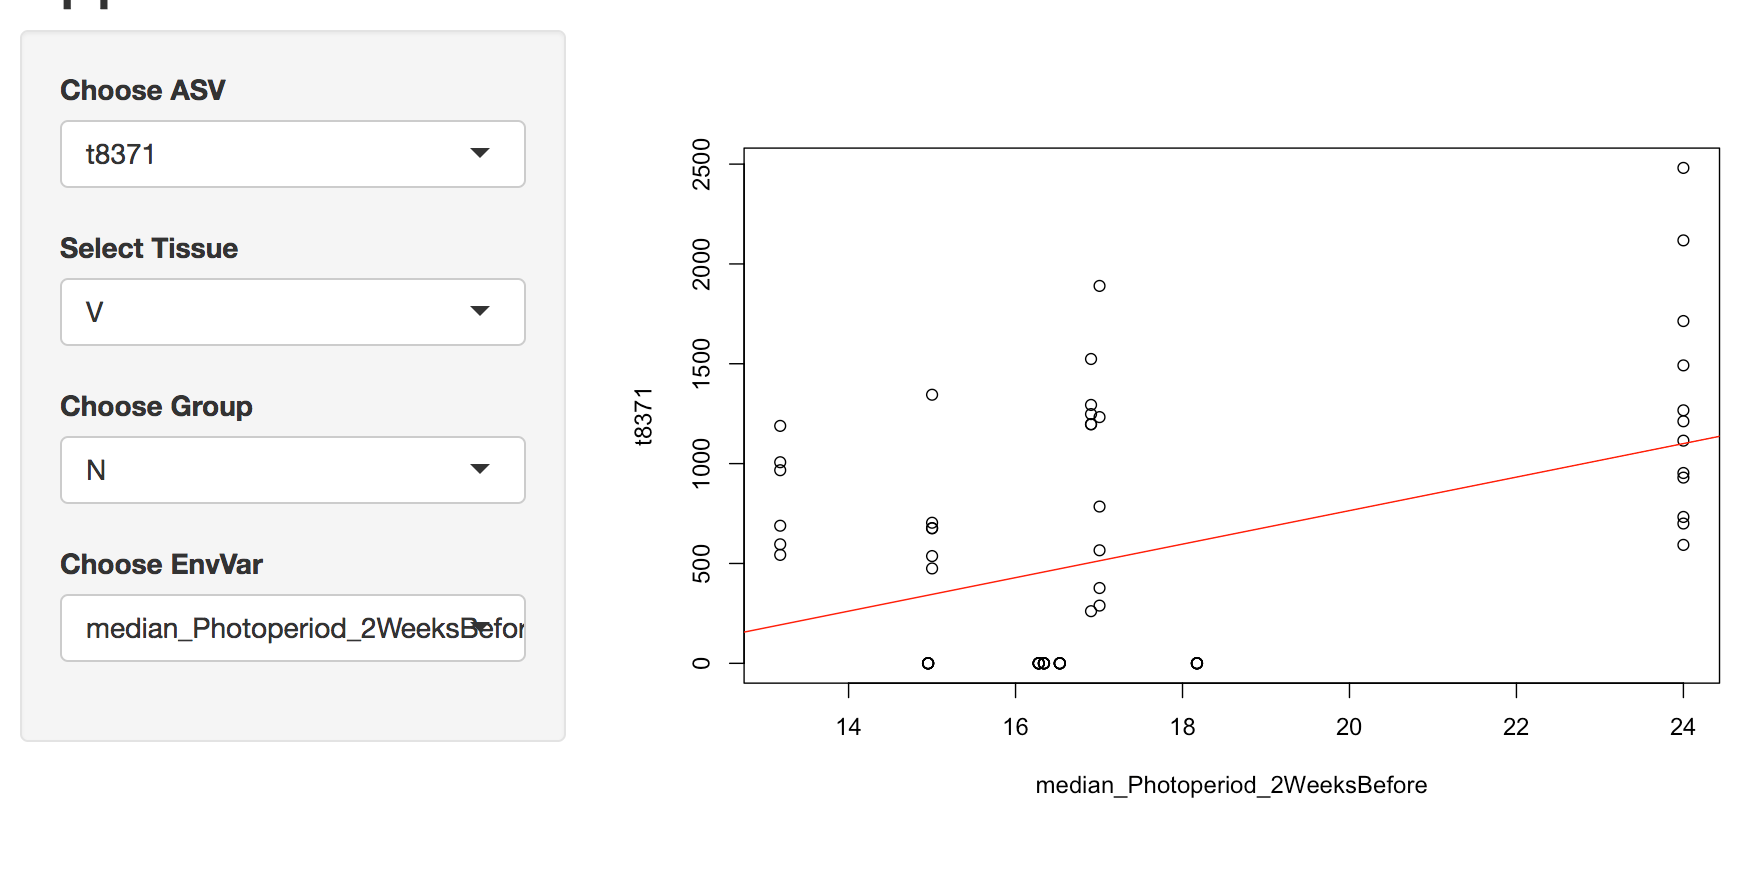 Choose ASV
t8371
Select Tissue
V
Choose Group
N
Choose EnvVar
median_Photoperiod_2WeeksBefor
t8371
2500
2000
1500
1000
500
0
14 16 18 20 22 24
median_Photoperiod_2WeeksBefore